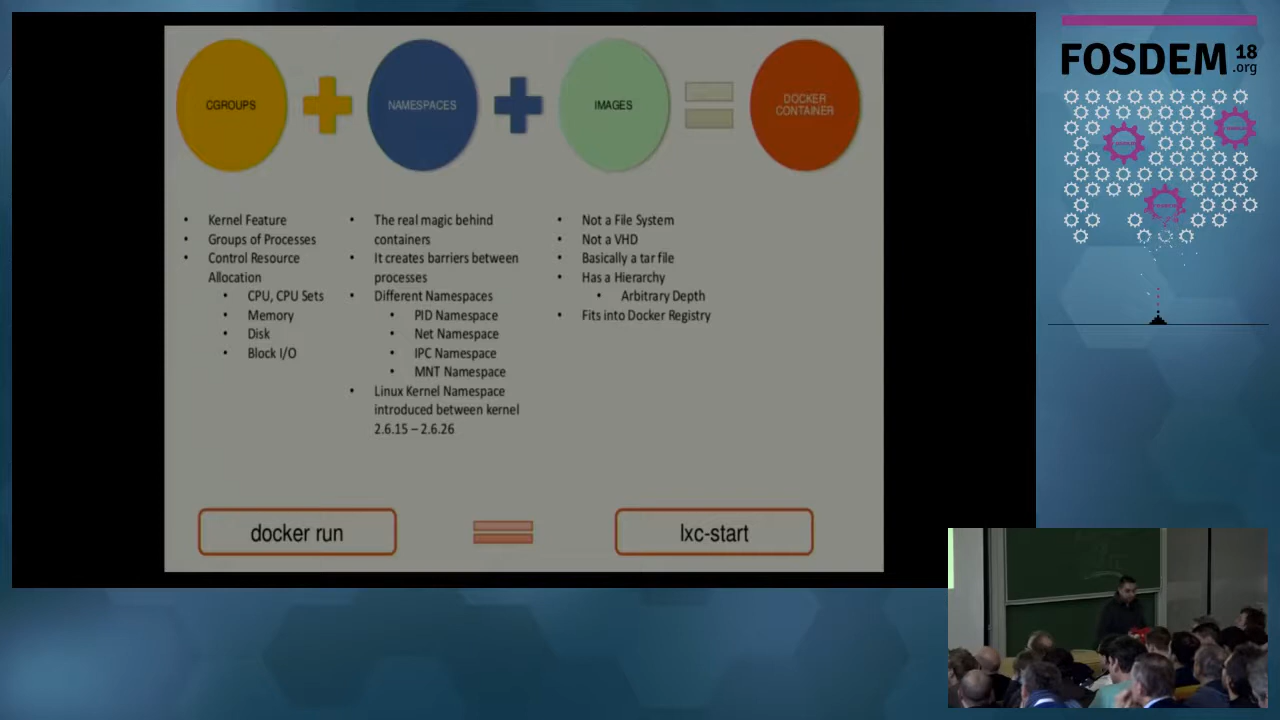 CGROUPS
NAMESPACES
IMAGES
DOCKER
CONTAINER
• Kernel Feature
• Groups of Processes
• Control Resource
Allocation
• CPU, CPU Sets
• Memory
• Disk
• Block I/O
• The real magic behind
containers
• It creates barriers between
processes
• Different Namespaces
• PID Namespace
• Net Namespace
• IPC Namespace
• MNT Namespace
• Linux Kernel Namespace
introduced between kernel
2.6.15 – 2.6.26
• Not a File System
• Not a VHD
• Basically a tar file
• Has a Hierarchy
• Arbitrary Depth
• Fits into Docker Registry
docker run
lxc-start
FOSDEM 18
.org